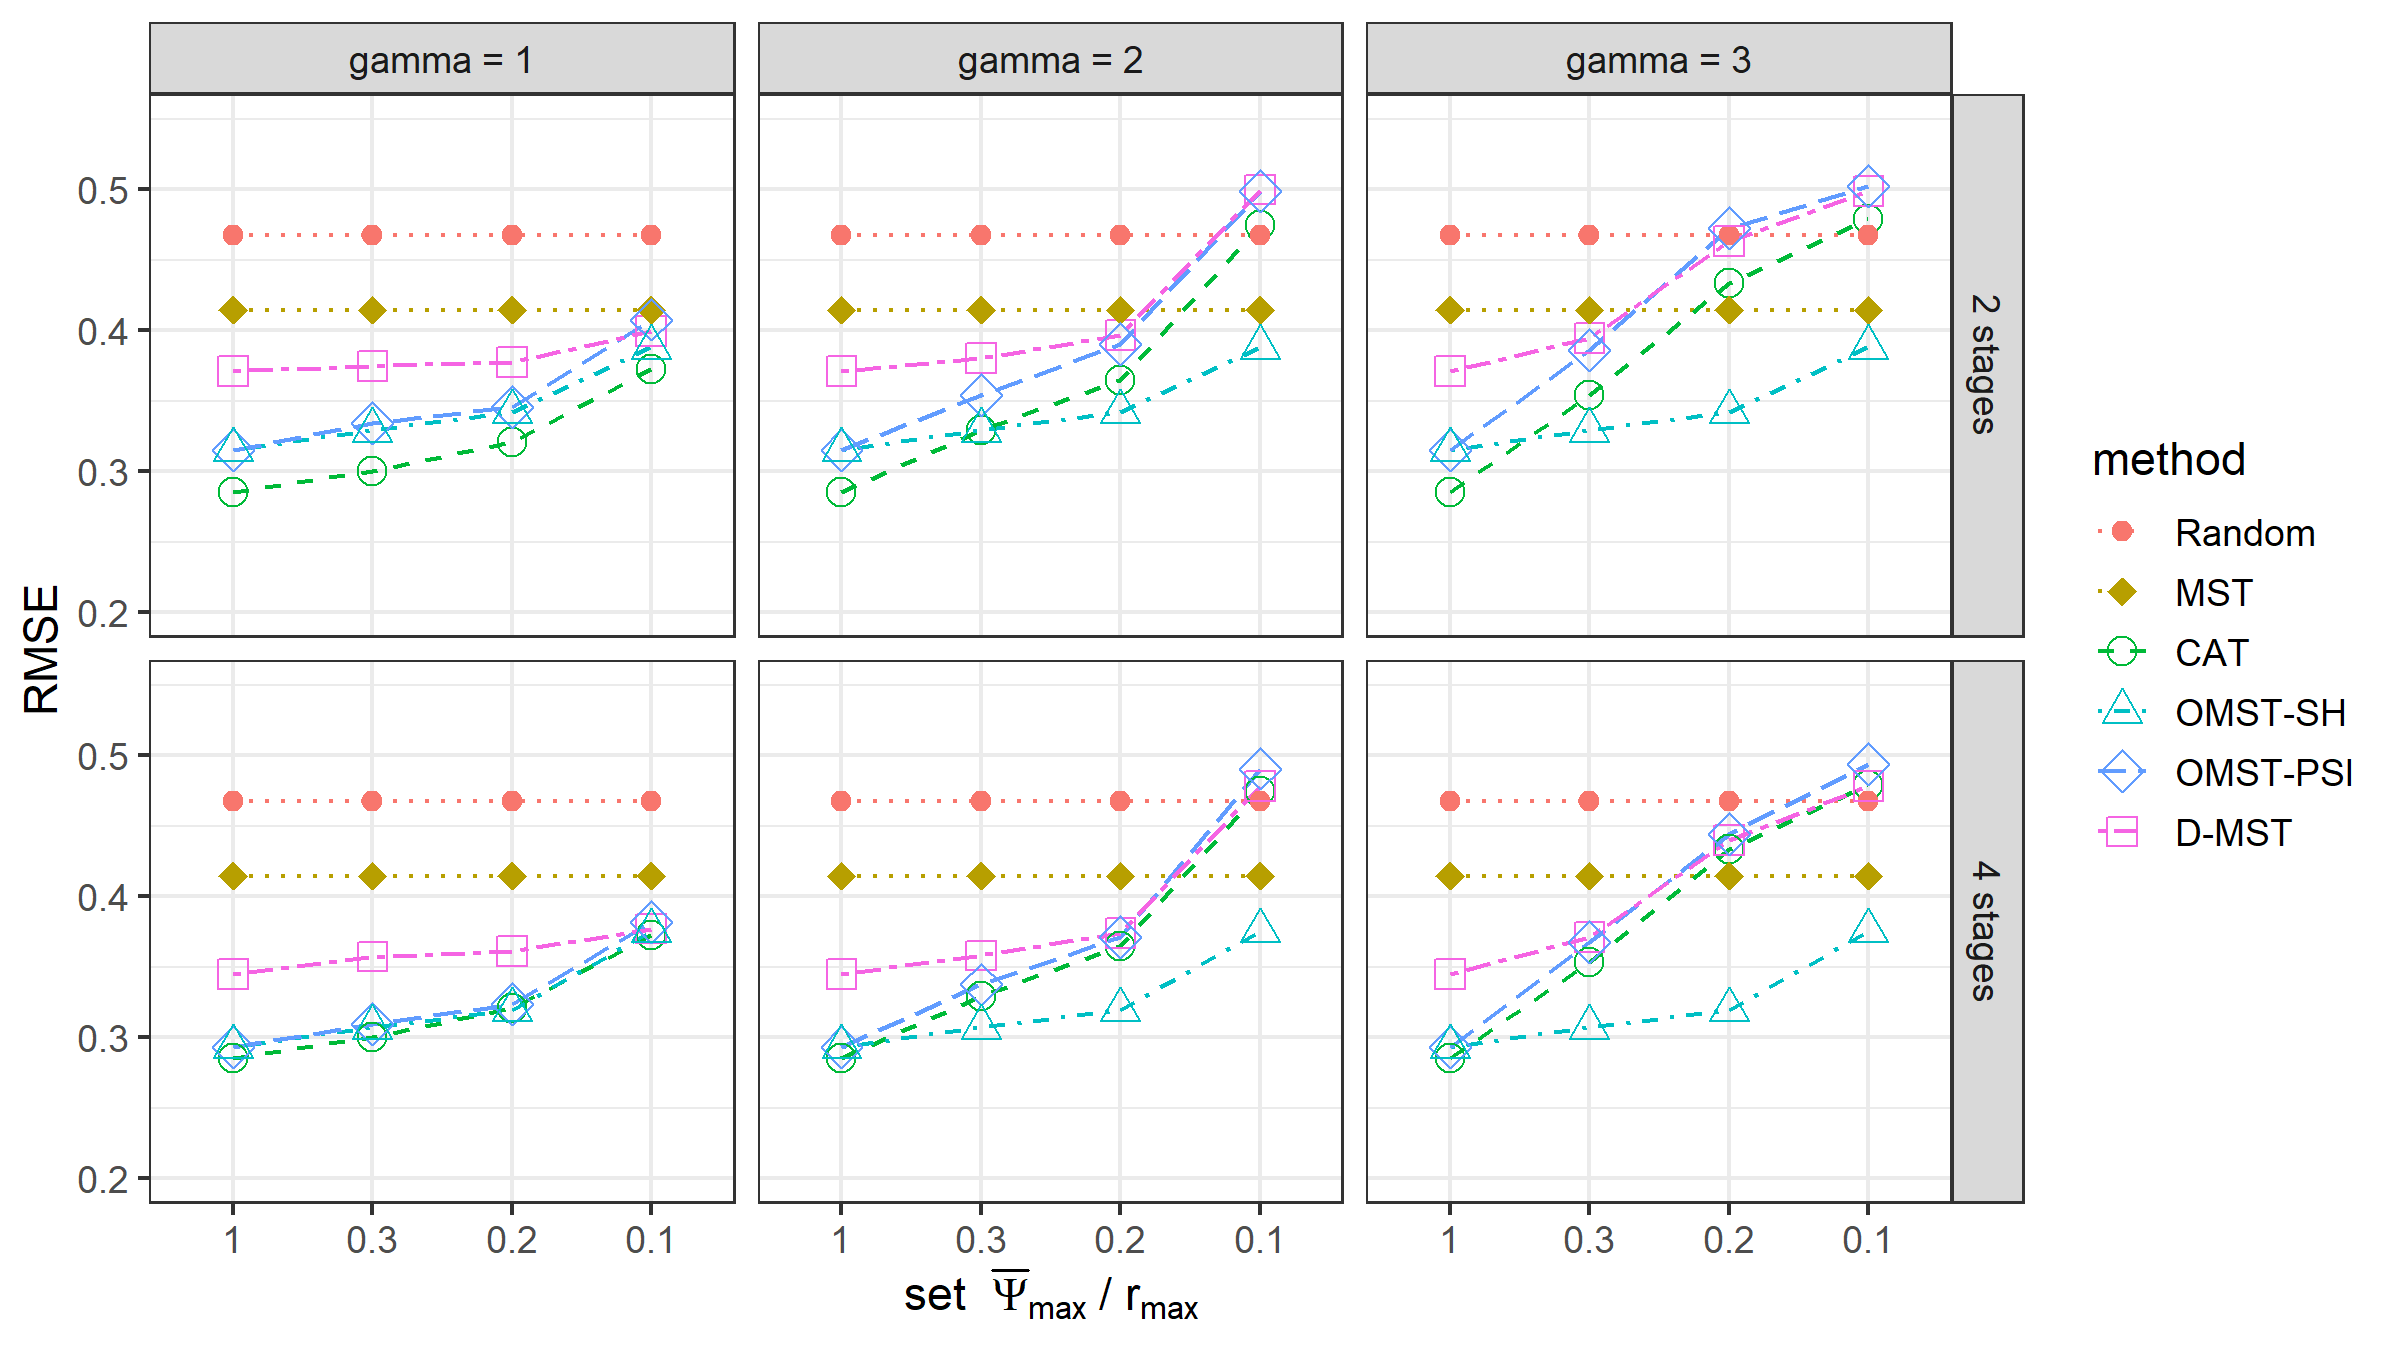 gamma = 1
gamma = 2
gamma = 3
0.5
0.4
0.3
0.2
2 stages
RMSE
0.5
0.4
0.3
0.2
4 stages
1 0.3 0.2 0.1
1 0.3 0.2 0.1
1 0.3 0.2 0.1
set Ψ̅max / rmax
method
Random
MST
CAT
OMST-SH
OMST-PSI
D-MST